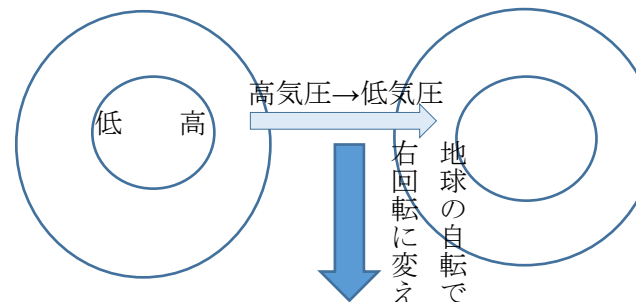 高気圧→低気圧
低　高
地球の自転で
右回転に変え